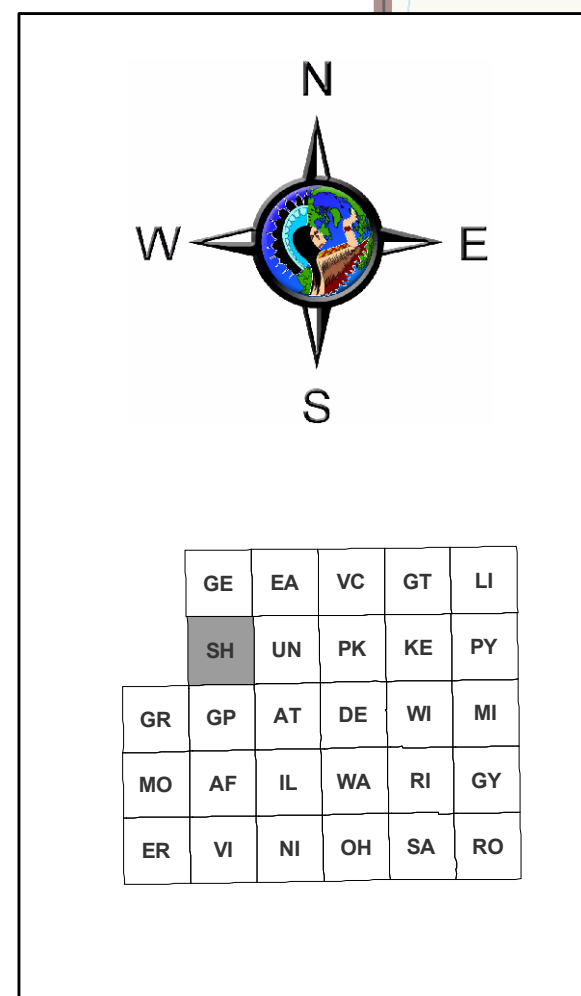 N
W E
S
GE EA VC GT LI
SH UN PK KE PY
GR GP AT DE WI MI
MO AF IL WA RI GY
ER VI NI OH SA RO